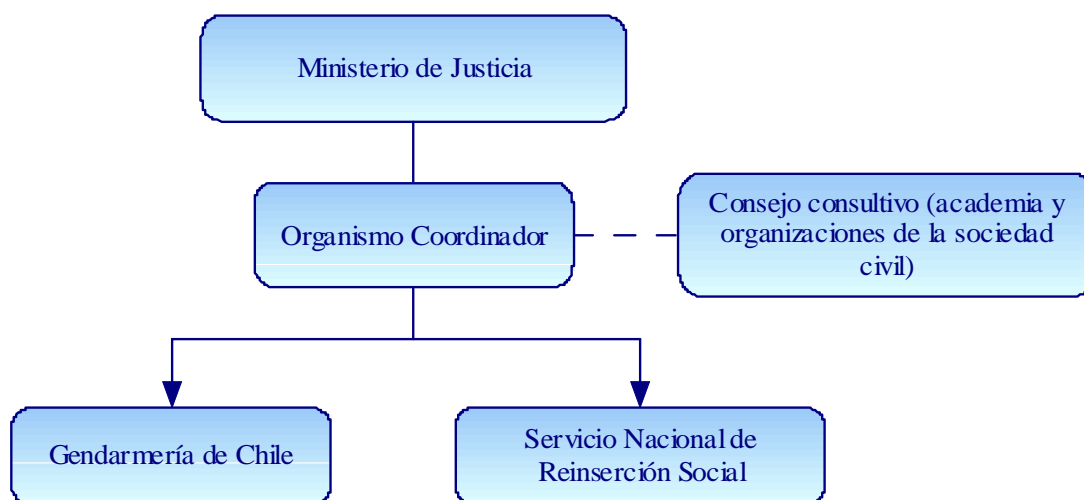 Ministerio de Justicia
Organismo Coordinador
Consejo consultivo (academia y
organizaciones de la sociedad
civil)
Gendarmería de Chile
Servicio Nacional de
Reinserción Social